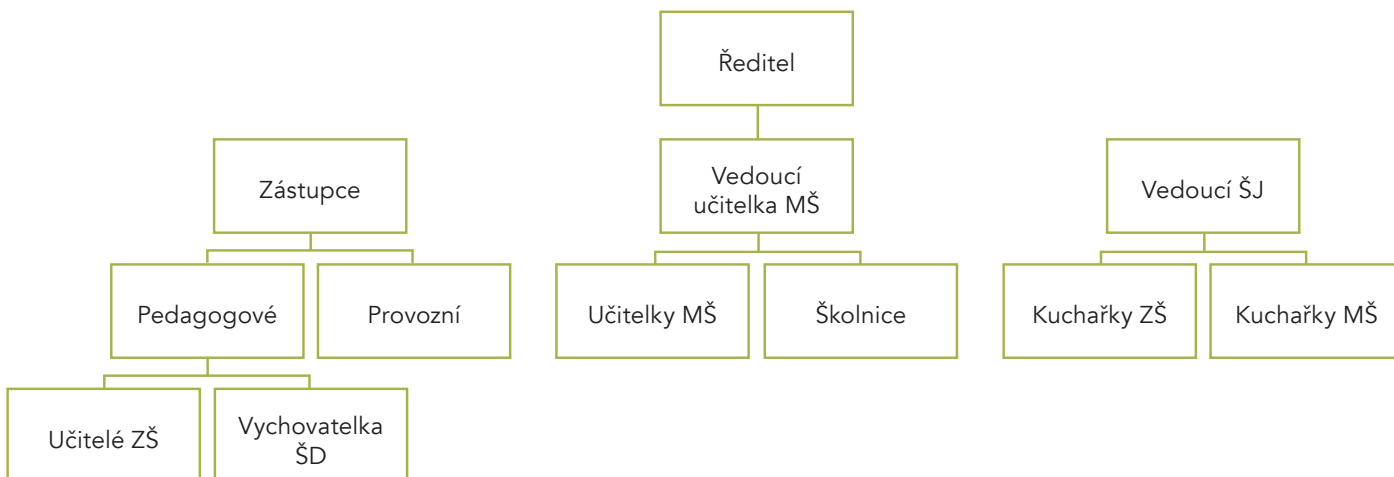 Ředitel
Zástupce
Vedoucí
učitelka MŠ
Vedoucí ŠJ
Pedagogové
Provozní
Učitelky MŠ
Školnice
Kuchařky ZŠ
Kuchařky MŠ
Učitelé ZŠ
Vychovatelka
ŠD